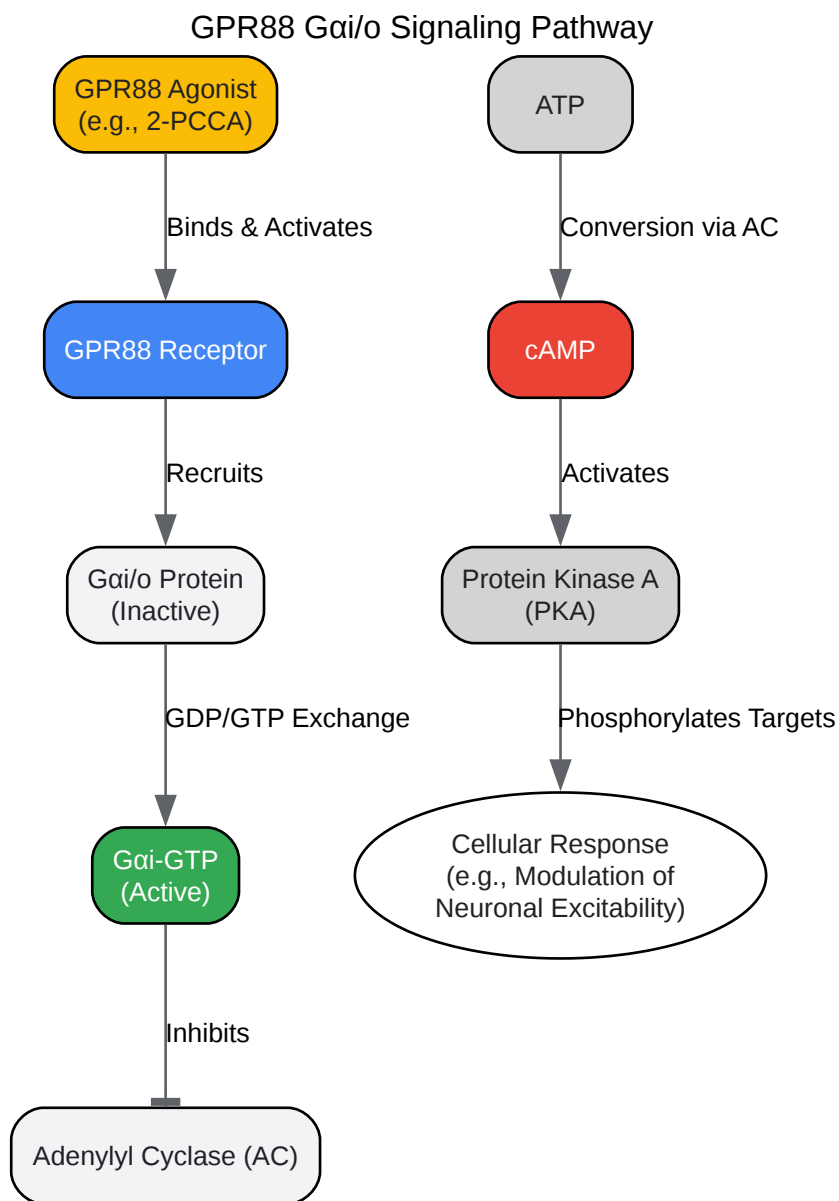 GPR88 Gαi/o Signaling Pathway
GPR88 Agonist
(e.g., 2-PCCA)
Binds & Activates
GPR88 Receptor
Recruits
Gαi/o Protein
(Inactive)
GDP/GTP Exchange
Gαi-GTP
(Active)
Inhibits
Adenylyl Cyclase (AC)
ATP
Conversion via AC
cAMP
Activates
Protein Kinase A
(PKA)
Phosphorylates Targets
Cellular Response
(e.g., Modulation of
Neuronal Excitability)